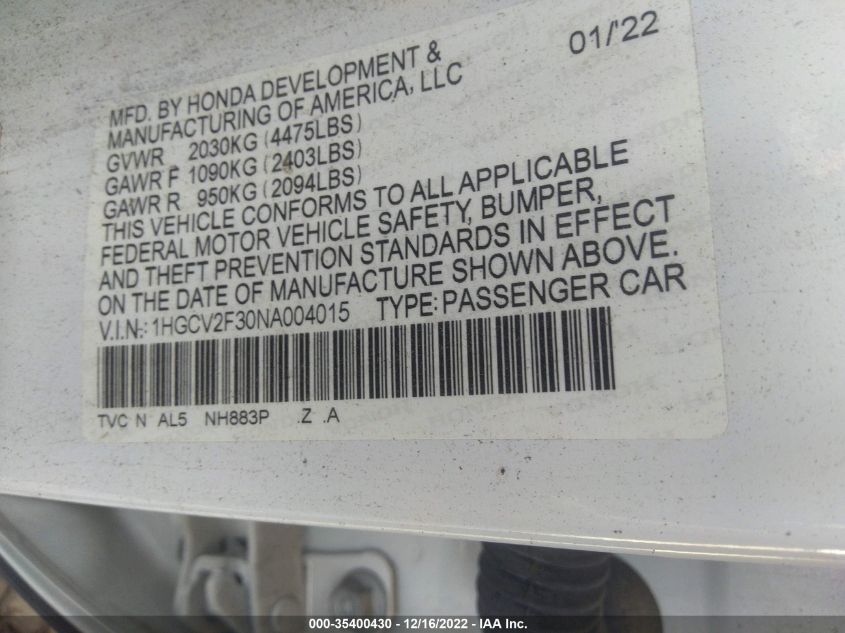 MFD. BY HONDA DEVELOPMENT & 01/'22
MANUFACTURING OF AMERICA, LLC
GVWR 2030KG (4475LBS)
GAWR F 1090KG (2403LBS)
GAWR R 950KG (2094LBS)
THIS VEHICLE CONFORMS TO ALL APPLICABLE
FEDERAL MOTOR VEHICLE SAFETY, BUMPER,
AND THEFT PREVENTION STANDARDS IN EFFECT
ON THE DATE OF MANUFACTURE SHOWN ABOVE.
V.I.N.: 1HGCV2F30NA004015 TYPE: PASSENGER CAR
TVC N .AL5 NH883P .Z .A
000-35400430 - 12/16/2022 - IAA Inc.